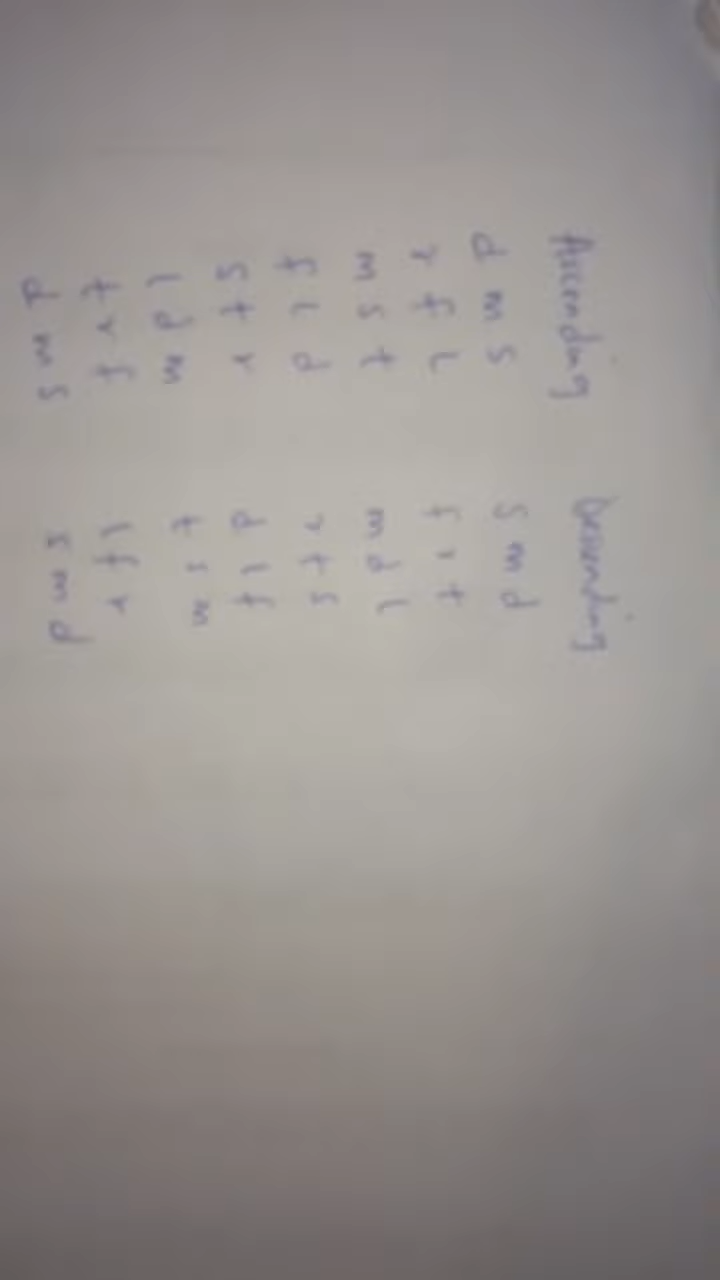 Ascending Descending
d m s s m d
r f l f r t
m s t m d l
f l d r t s
s t r d l f
l d m t s m
t r f l f r
d m s s m d